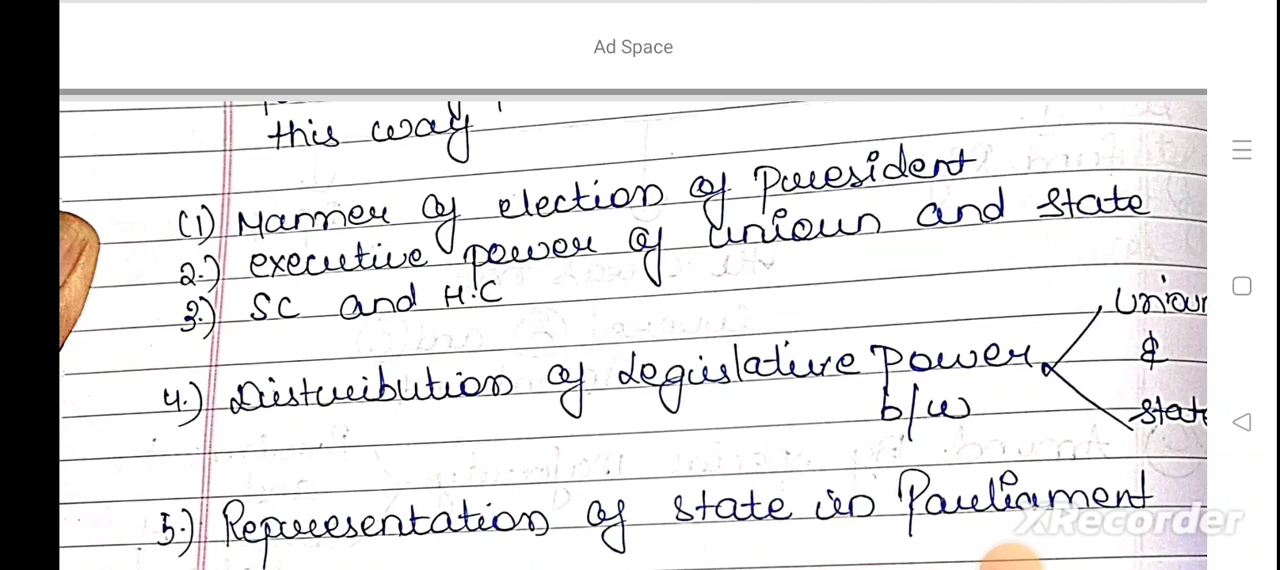 Ad Space
this way
(1) Manner of election of President
2.) executive power of union and State
3.) SC and H.C
4.) Distribution of Legislative power Union
b/w &
State
5.) Representation of state in Parliament
XRecorder